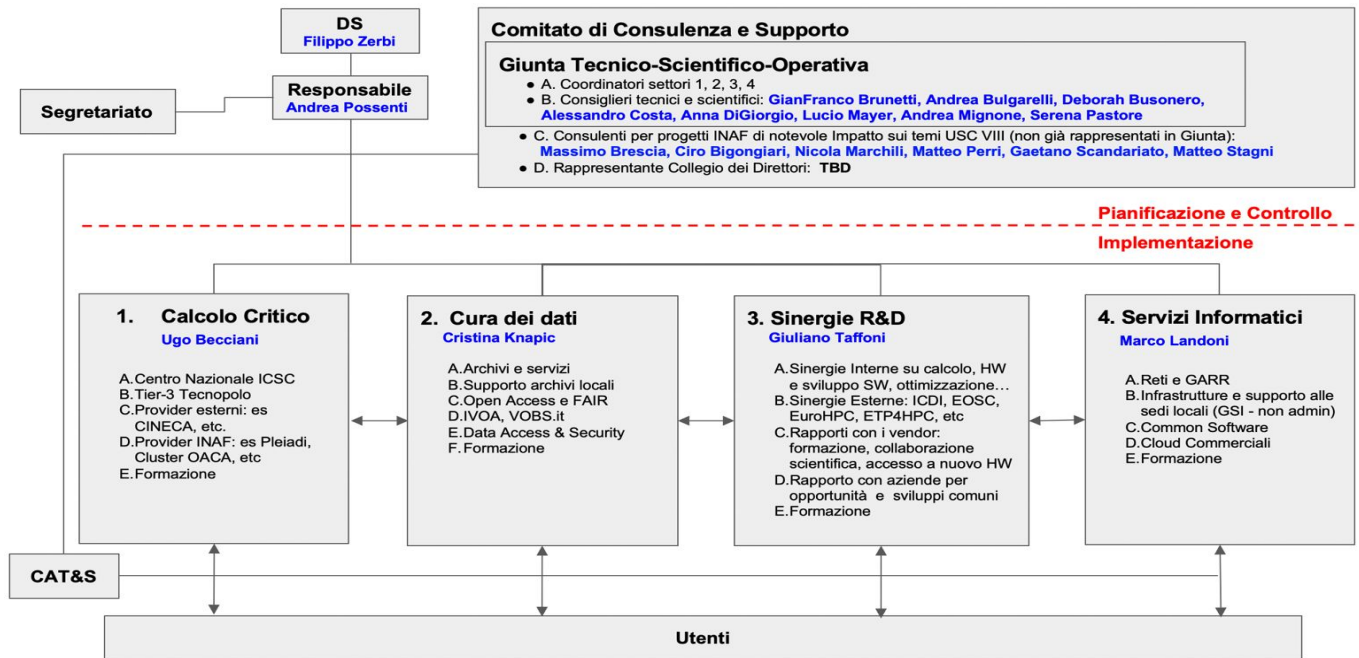 DS
Filippo Zerbi
Responsabile
Andrea Possenti
Segretariato
Comitato di Consulenza e Supporto
Giunta Tecnico-Scientifico-Operativa
● A. Coordinatori settori 1, 2, 3, 4
● B. Consiglieri tecnici e scientifici: GianFranco Brunetti, Andrea Bulgarelli, Deborah Busonero,
Alessandro Costa, Anna DiGiorgio, Lucio Mayer, Andrea Mignone, Serena Pastore
● C. Consulenti per progetti INAF di notevole Impatto sui temi USC VIII (non già rappresentati in Giunta):
Massimo Brescia, Ciro Bigongiari, Nicola Marchili, Matteo Perri, Gaetano Scandariato, Matteo Stagni
● D. Rappresentante Collegio dei Direttori: TBD
Pianificazione e Controllo
Implementazione
1. Calcolo Critico
Ugo Becciani
A.Centro Nazionale ICSC
B.Tier-3 Tecnopolo
C.Provider esterni: es
CINECA, etc.
D.Provider INAF: es Pleiadi,
Cluster OACA, etc
E.Formazione
2. Cura dei dati
Cristina Knapic
A.Archivi e servizi
B.Supporto archivi locali
C.Open Access e FAIR
D.IVOA, VOBS.it
E.Data Access & Security
F.Formazione
3. Sinergie R&D
Giuliano Taffoni
A.Sinergie Interne su calcolo, HW
e sviluppo SW, ottimizzazione…
B.Sinergie Esterne: ICDI, EOSC,
EuroHPC, ETP4HPC, etc
C.Rapporti con i vendor:
formazione, collaborazione
scientifica, accesso a nuovo HW
D.Rapporto con aziende per
opportunità e sviluppi comuni
E.Formazione
4. Servizi Informatici
Marco Landoni
A.Reti e GARR
B.Infrastrutture e supporto alle
sedi locali (GSI - non admin)
C.Common Software
D.Cloud Commerciali
E.Formazione
CAT&S
Utenti